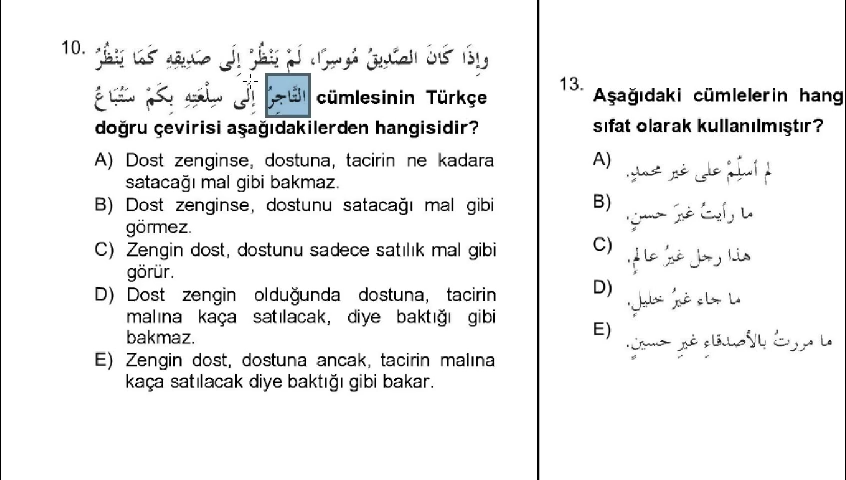 10. وإِذَا كَانَ الصَّدِيقُ مُوسِرًا، لَمْ يَنْظُرْ إِلَى صَدِيقِهِ كَمَا يَنْظُرُ
التَّاجِرُ إِلَى سِلْعَتِهِ بِكَمْ سَتُبَاعُ cümlesinin Türkçe
doğru çevirisi aşağıdakilerden hangisidir?
A) Dost zenginse, dostuna, tacirin ne kadara
satacağı mal gibi bakmaz.
B) Dost zenginse, dostunu satacağı mal gibi
görmez.
C) Zengin dost, dostunu sadece satılık mal gibi
görür.
D) Dost zengin olduğunda dostuna, tacirin
malına kaça satılacak, diye baktığı gibi
bakmaz.
E) Zengin dost, dostuna ancak, tacirin malına
kaça satılacak diye baktığı gibi bakar.
13. Aşağıdaki cümlelerin hang
sıfat olarak kullanılmıştır?
A) لم أسلِّمْ على غير محمدٍ.
B) ما رأيتُ غيرَ حسنٍ.
C) هذا رجل غيرُ عالمٍ.
D) ما جاء غيرُ خليلٍ.
E) ما مررتُ بالأصدقاءِ غيرِ حسينٍ.